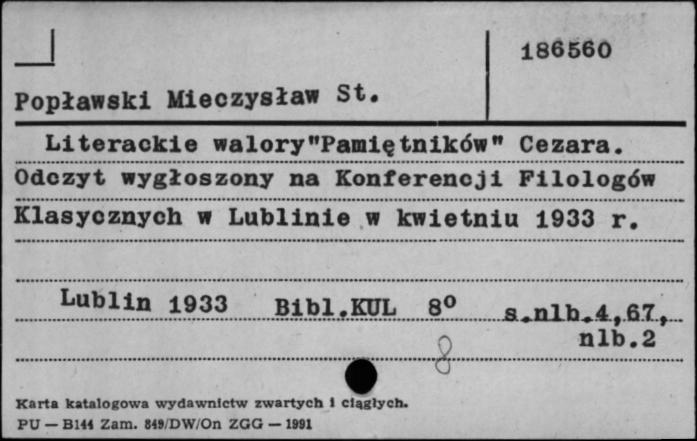 186560
Popławski Mieczysław St.
Literackie walory"Pamiętników" Cezara.
Odczyt wygłoszony na Konferencji Filologów
Klasycznych w Lublinie w kwietniu 1933 r.
Lublin 1933 Bibl.KUL 8º s.nlb.4,67,
nlb.2
8
Karta katalogowa wydawnictw zwartych i ciągłych.
PU — B144 Zam. 849/DW/On ZGG — 1991